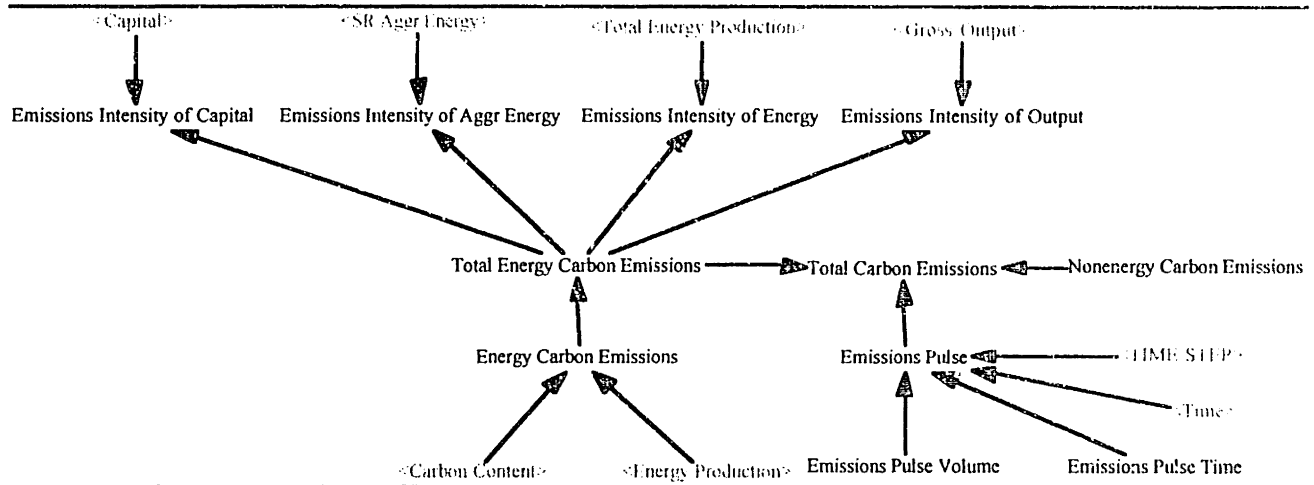 <Capital>
<SR Aggr Energy>
<Total Energy Production>
<Gross Output>
Emissions Intensity of Capital
Emissions Intensity of Aggr Energy
Emissions Intensity of Energy
Emissions Intensity of Output
Total Energy Carbon Emissions
Total Carbon Emissions
Nonenergy Carbon Emissions
Energy Carbon Emissions
Emissions Pulse
<TIME STEP>
<Time>
<Carbon Content>
<Energy Production>
Emissions Pulse Volume
Emissions Pulse Time